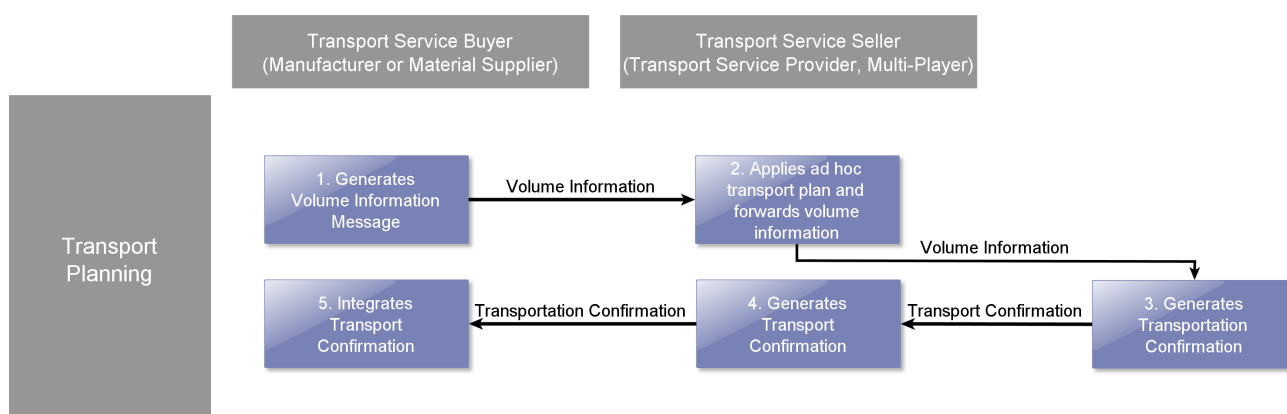 Transport Service Buyer
(Manufacturer or Material Supplier)
Transport Service Seller
(Transport Service Provider, Multi-Player)
Transport
Planning
1. Generates
Volume Information
Message
Volume Information
2. Applies ad hoc
transport plan and
forwards volume
information
Volume Information
3. Generates
Transportation
Confirmation
Transport Confirmation
4. Generates
Transport
Confirmation
Transportation Confirmation
5. Integrates
Transport
Confirmation